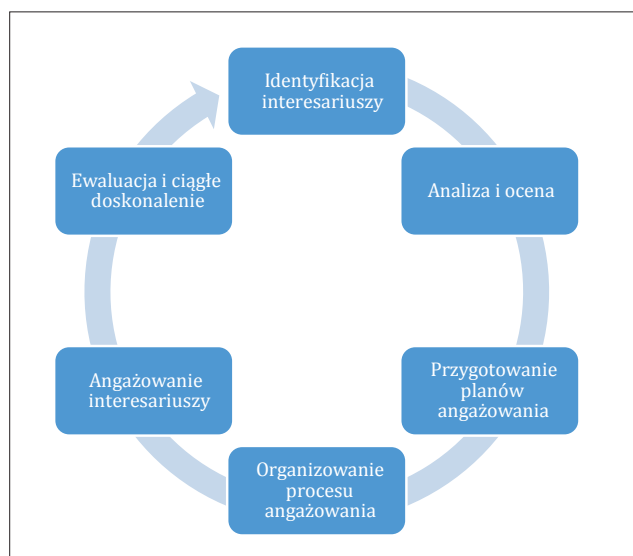 Identyfikacja
interesariuszy
Analiza i ocena
Przygotowanie
planów
angażowania
Organizowanie
procesu
angażowania
Angażowanie
interesariuszy
Ewaluacja i ciągłe
doskonalenie